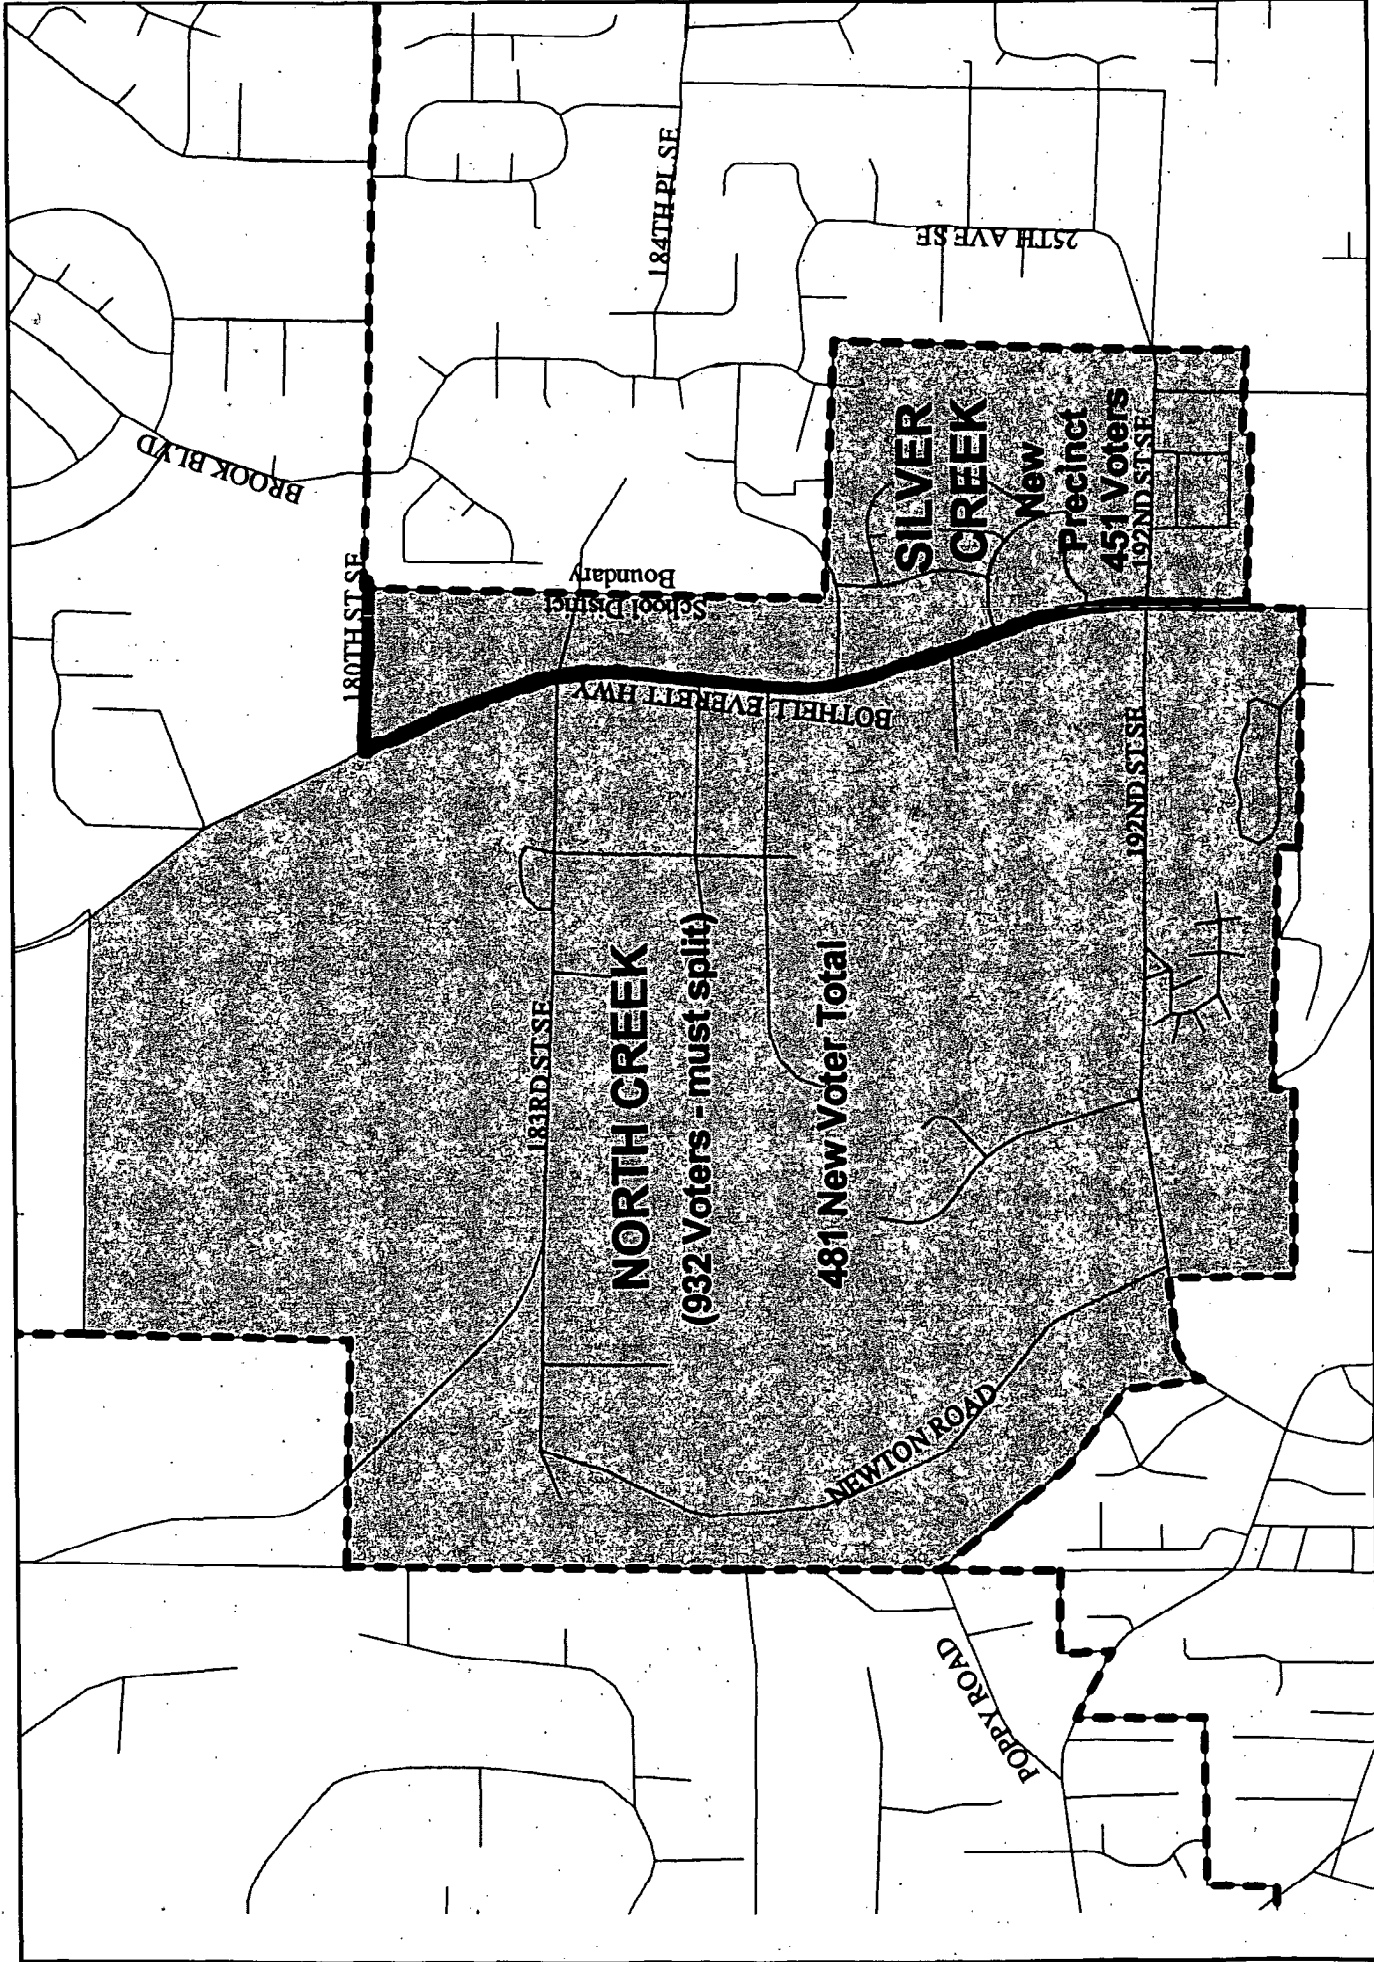 BROOK BLVD
180TH ST SE
184TH PL SE
25TH AVE SE
School District
Boundary
BOTHELL EVERETT HWY
SILVER
CREEK
New
Precinct
451 Voters
192ND ST SE
183RD ST SE
NORTH CREEK
(932 Voters - must split)
481 New Voter Total
192ND ST SE
NEWTON ROAD
POPPY ROAD